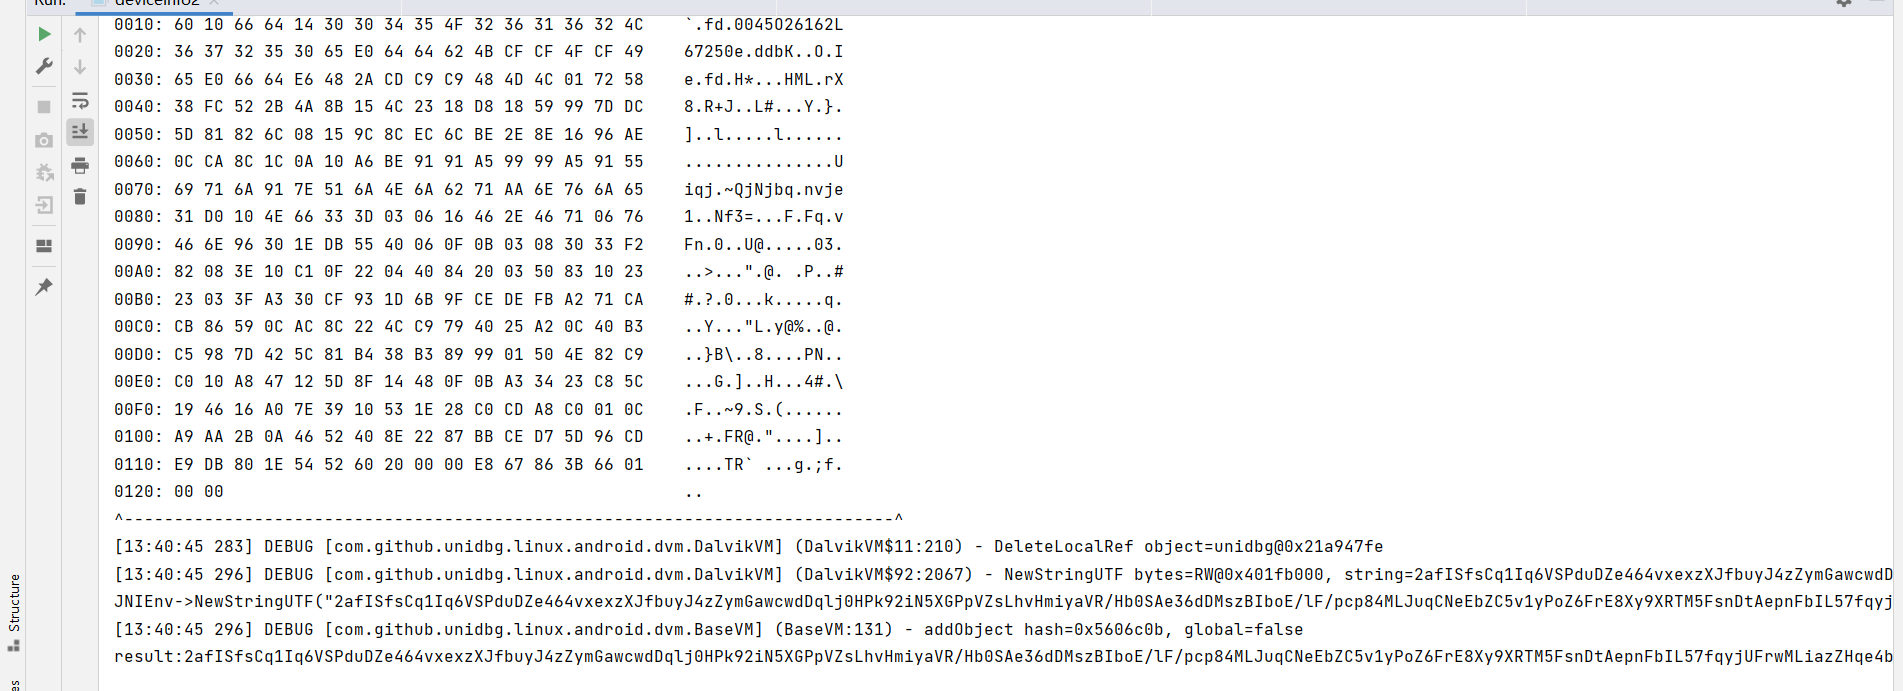 Run: deviceInfo2 ×
0010: 60 10 66 64 14 30 30 34 35 4F 32 36 31 36 32 4C    `.fd.0045O26162L
0020: 36 37 32 35 30 65 E0 64 64 62 4B CF CF 4F CF 49    67250e.ddbK..O.I
0030: 65 E0 66 64 E6 48 2A CD C9 C9 48 4D 4C 01 72 58    e.fd.H*...HML.rX
0040: 38 FC 52 2B 4A 8B 15 4C 23 18 D8 18 59 99 7D DC    8.R+J..L#...Y.}.
0050: 5D 81 82 6C 08 15 9C 8C EC 6C BE 2E 8E 16 96 AE    ]..l.....l......
0060: 0C CA 8C 1C 0A 10 A6 BE 91 91 A5 99 99 A5 91 55    ...............U
0070: 69 71 6A 91 7E 51 6A 4E 6A 62 71 AA 6E 76 6A 65    iqj.~QjNjbq.nvje
0080: 31 D0 10 4E 66 33 3D 03 06 16 46 2E 46 71 06 76    1..Nf3=...F.Fq.v
0090: 46 6E 96 30 1E DB 55 40 06 0F 0B 03 08 30 33 F2    Fn.0..U@.....03.
00A0: 82 08 3E 10 C1 0F 22 04 40 84 20 03 50 83 10 23    ..>...".@. .P..#
00B0: 23 03 3F A3 30 CF 93 1D 6B 9F CE DE FB A2 71 CA    #.?.0...k.....q.
00C0: CB 86 59 0C AC 8C 22 4C C9 79 40 25 A2 0C 40 B3    ..Y..."L.y@%..@.
00D0: C5 98 7D 42 5C 81 B4 38 B3 89 99 01 50 4E 82 C9    ..}B\..8....PN..
00E0: C0 10 A8 47 12 5D 8F 14 48 0F 0B A3 34 23 C8 5C    ...G.]..H...4#.\
00F0: 19 46 16 A0 7E 39 10 53 1E 28 C0 CD A8 C0 01 0C    .F..~9.S.(......
0100: A9 AA 2B 0A 46 52 40 8E 22 87 BB CE D7 5D 96 CD    ..+.FR@."....]..
0110: E9 DB 80 1E 54 52 60 20 00 00 E8 67 86 3B 66 01    ....TR` ...g.;f.
0120: 00 00    ..
^-----------------------------------------------------------------------------^
[13:40:45 283] DEBUG [com.github.unidbg.linux.android.dvm.DalvikVM] (DalvikVM$11:210) - DeleteLocalRef object=unidbg@0x21a947fe
[13:40:45 296] DEBUG [com.github.unidbg.linux.android.dvm.DalvikVM] (DalvikVM$92:2067) - NewStringUTF bytes=RW@0x401fb000, string=2afISfsCq1Iq6VSPduDZe464vxexzXJfbuyJ4zZymGawcwdD
JNIEnv->NewStringUTF("2afISfsCq1Iq6VSPduDZe464vxexzXJfbuyJ4zZymGawcwdDqlj0HPk92iN5XGPpVZsLhvHmiyaVR/Hb0SAe36dDMszBIboE/lF/pcp84MLJuqCNeEbZC5v1yPoZ6FrE8Xy9XRTM5FsnDtAepnFbIL57fqyj
[13:40:45 296] DEBUG [com.github.unidbg.linux.android.dvm.BaseVM] (BaseVM:131) - addObject hash=0x5606c0b, global=false
result:2afISfsCq1Iq6VSPduDZe464vxexzXJfbuyJ4zZymGawcwdDqlj0HPk92iN5XGPpVZsLhvHmiyaVR/Hb0SAe36dDMszBIboE/lF/pcp84MLJuqCNeEbZC5v1yPoZ6FrE8Xy9XRTM5FsnDtAepnFbIL57fqyjUFrwMLiazZHqe4b
Structure